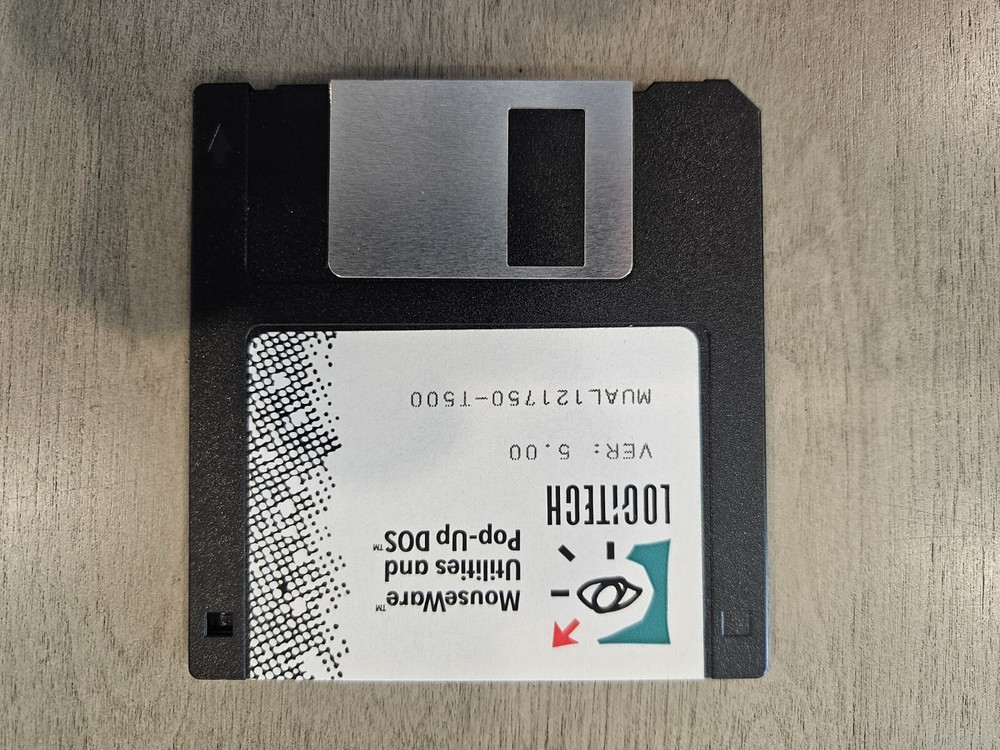 MouseWare™
Utilities and
Pop-Up DOS™
LOGITECH
VER: 5.00
MUAL121750-T500